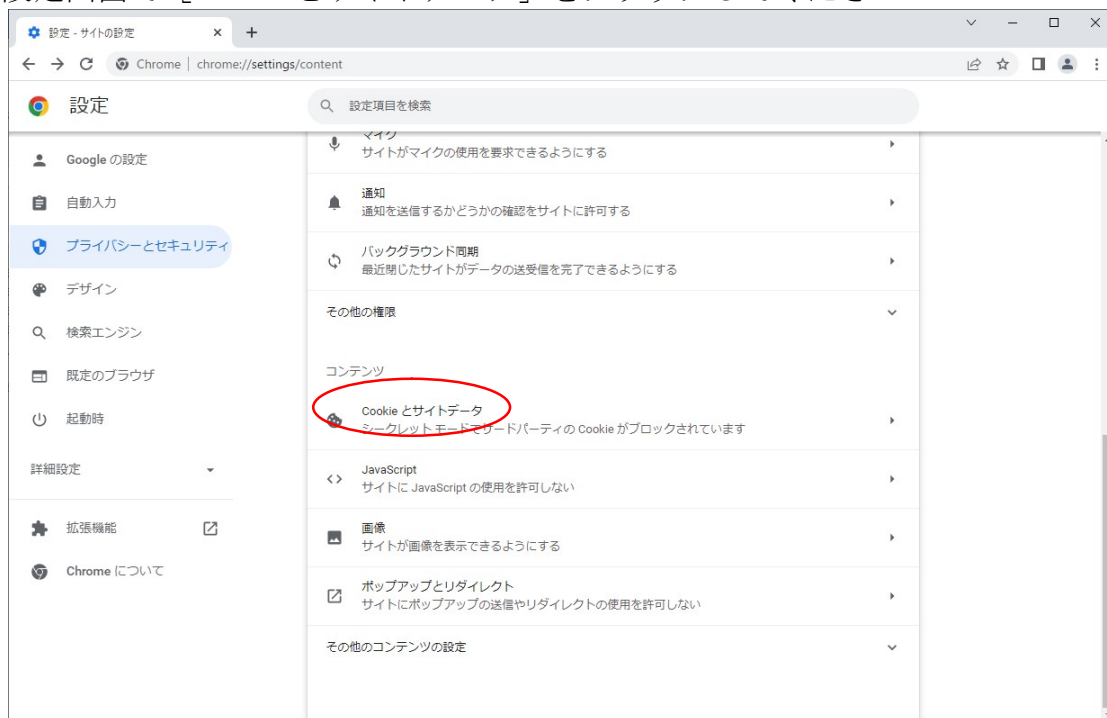 設定 - サイトの設定
Chrome | chrome://settings/content
設定
設定項目を検索
Google の設定
自動入力
プライバシーとセキュリティ
デザイン
検索エンジン
既定のブラウザ
起動時
詳細設定
拡張機能
Chrome について
マイク
サイトがマイクの使用を要求できるようにする
通知
通知を送信するかどうかの確認をサイトに許可する
バックグラウンド同期
最近閉じたサイトがデータの送受信を完了できるようにする
その他の権限
コンテンツ
Cookie とサイトデータ
シークレット モードでサードパーティの Cookie がブロックされています
JavaScript
サイトに JavaScript の使用を許可しない
画像
サイトが画像を表示できるようにする
ポップアップとリダイレクト
サイトにポップアップの送信やリダイレクトの使用を許可しない
その他のコンテンツの設定